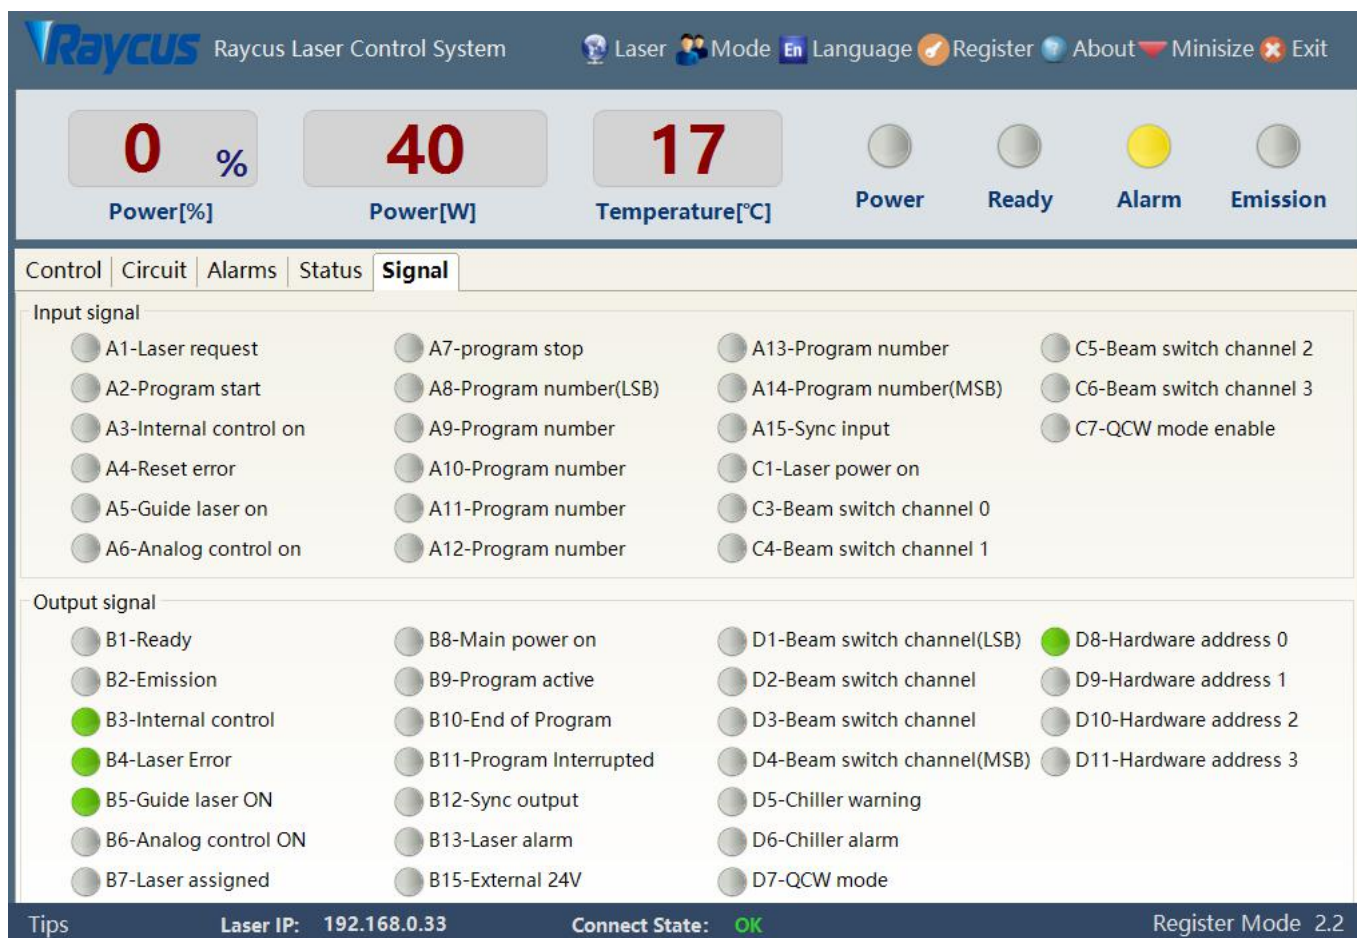 Raycus Raycus Laser Control System Laser Mode En Language Register ? About Minisize Exit
0 % 40 17
Power[%] Power[W] Temperature[℃] Power Ready Alarm Emission
Control Circuit Alarms Status Signal
Input signal
A1-Laser request A7-program stop A13-Program number C5-Beam switch channel 2
A2-Program start A8-Program number(LSB) A14-Program number(MSB) C6-Beam switch channel 3
A3-Internal control on A9-Program number A15-Sync input C7-QCW mode enable
A4-Reset error A10-Program number C1-Laser power on
A5-Guide laser on A11-Program number C3-Beam switch channel 0
A6-Analog control on A12-Program number C4-Beam switch channel 1
Output signal
B1-Ready B8-Main power on D1-Beam switch channel(LSB) D8-Hardware address 0
B2-Emission B9-Program active D2-Beam switch channel D9-Hardware address 1
B3-Internal control B10-End of Program D3-Beam switch channel D10-Hardware address 2
B4-Laser Error B11-Program Interrupted D4-Beam switch channel(MSB) D11-Hardware address 3
B5-Guide laser ON B12-Sync output D5-Chiller warning
B6-Analog control ON B13-Laser alarm D6-Chiller alarm
B7-Laser assigned B15-External 24V D7-QCW mode
Tips Laser IP: 192.168.0.33 Connect State: OK Register Mode 2.2